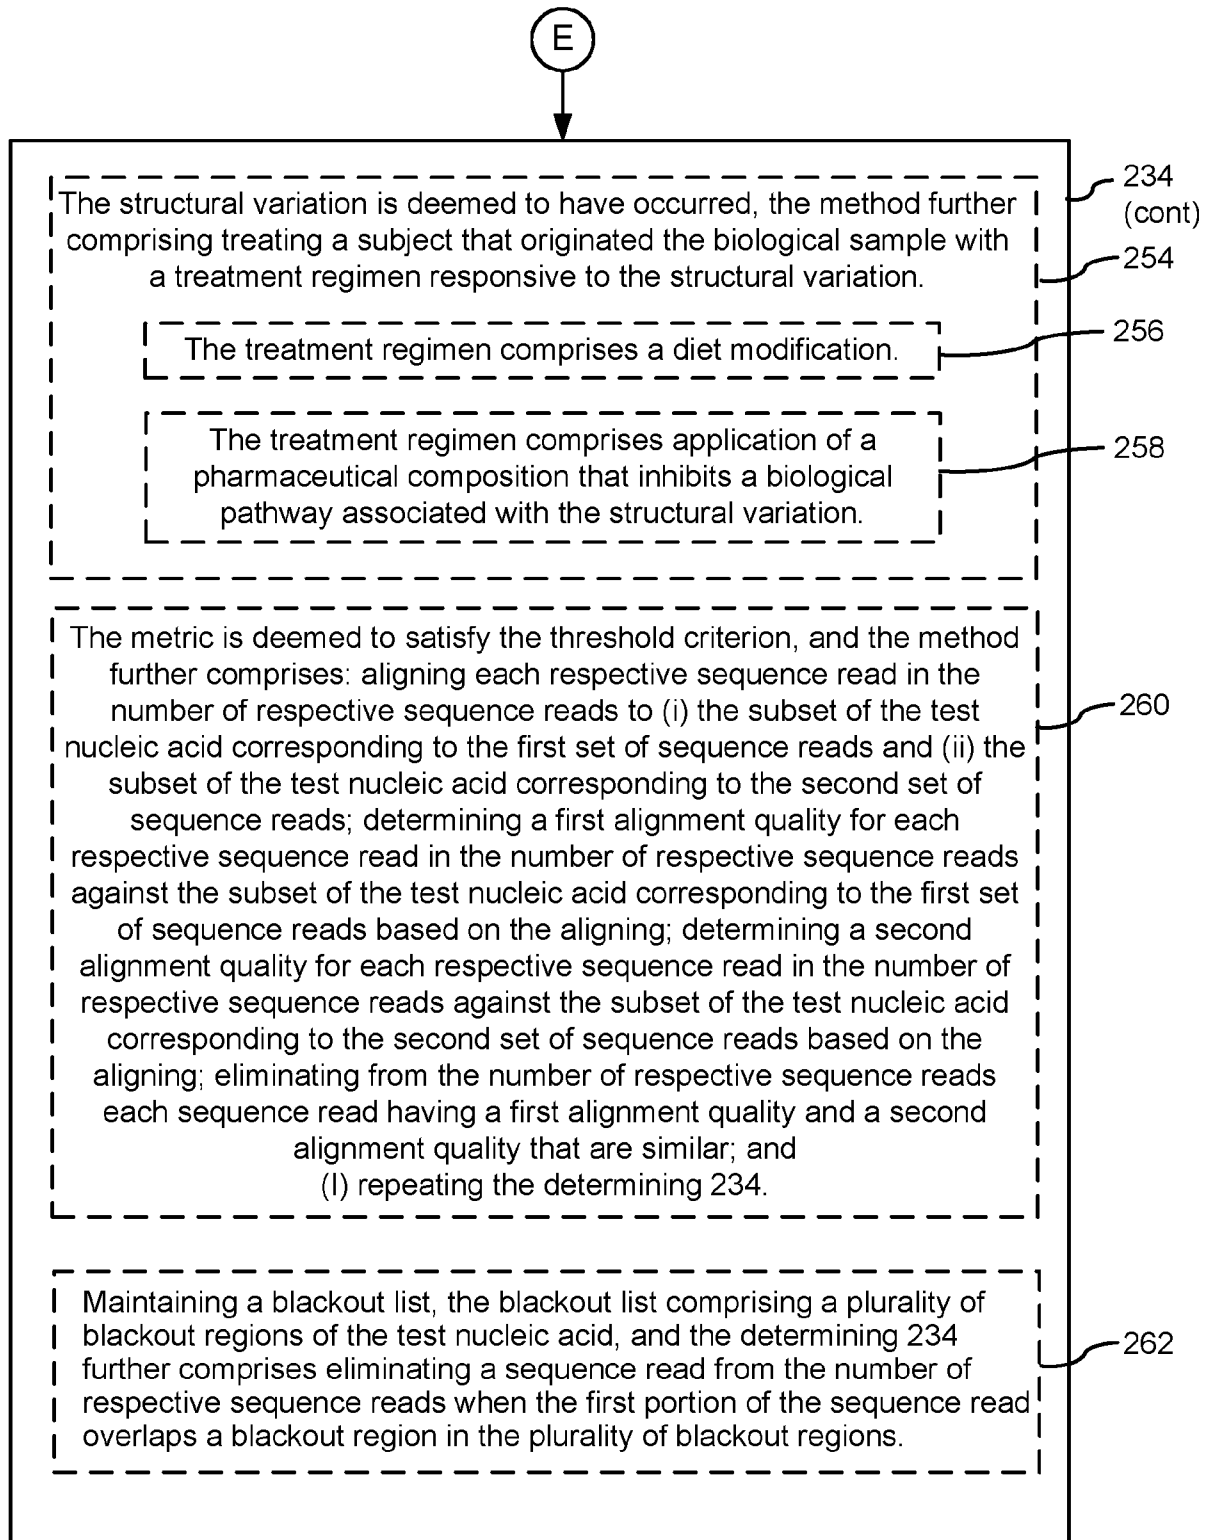 E
234
(cont)
The structural variation is deemed to have occurred, the method further
comprising treating a subject that originated the biological sample with
a treatment regimen responsive to the structural variation.
254
The treatment regimen comprises a diet modification.
256
The treatment regimen comprises application of a
pharmaceutical composition that inhibits a biological
pathway associated with the structural variation.
258
The metric is deemed to satisfy the threshold criterion, and the method
further comprises: aligning each respective sequence read in the
number of respective sequence reads to (i) the subset of the test
nucleic acid corresponding to the first set of sequence reads and (ii) the
subset of the test nucleic acid corresponding to the second set of
sequence reads; determining a first alignment quality for each
respective sequence read in the number of respective sequence reads
against the subset of the test nucleic acid corresponding to the first set
of sequence reads based on the aligning; determining a second
alignment quality for each respective sequence read in the number of
respective sequence reads against the subset of the test nucleic acid
corresponding to the second set of sequence reads based on the
aligning; eliminating from the number of respective sequence reads
each sequence read having a first alignment quality and a second
alignment quality that are similar; and
(I) repeating the determining 234.
260
Maintaining a blackout list, the blackout list comprising a plurality of
blackout regions of the test nucleic acid, and the determining 234
further comprises eliminating a sequence read from the number of
respective sequence reads when the first portion of the sequence read
overlaps a blackout region in the plurality of blackout regions.
262